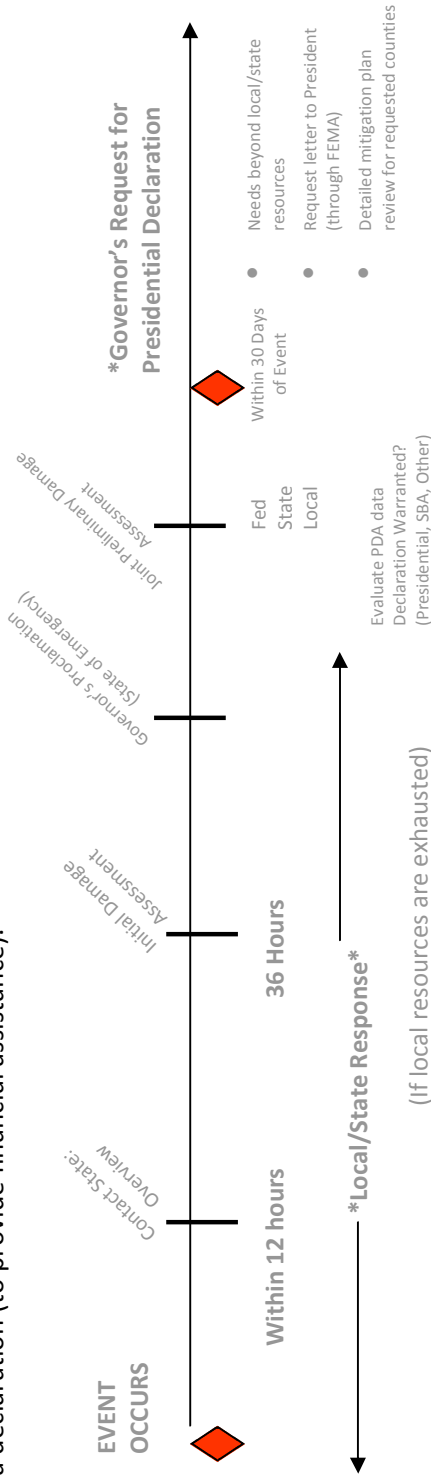 a declaration (to provide financial assistance).
EVENT
OCCURS
Contact State:
Overview
Within 12 hours
Initial Damage
Assessment
36 Hours
Governor's Proclamation
(State of Emergency)
Joint Preliminary Damage
Assessment
Fed
State
Local
*Governor's Request for
Presidential Declaration
Within 30 Days
of Event
● Needs beyond local/state
resources
● Request letter to President
(through FEMA)
● Detailed mitigation plan
review for requested counties
*Local/State Response*
(If local resources are exhausted)
Evaluate PDA data
Declaration Warranted?
(Presidential, SBA, Other)